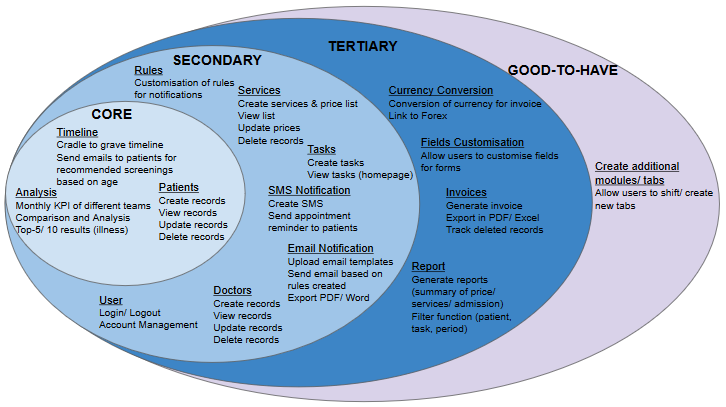 CORE
Timeline
Cradle to grave timeline
Send emails to patients for
recommended screenings
based on age
Analysis
Monthly KPI of different teams
Comparison and Analysis
Top-5/ 10 results (illness)
Patients
Create records
View records
Update records
Delete records
SECONDARY
Rules
Customisation of rules
for notifications
Services
Create services & price list
View list
Update prices
Delete records
Tasks
Create tasks
View tasks (homepage)
SMS Notification
Create SMS
Send appointment
reminder to patients
Email Notification
Upload email templates
Send email based on
rules created
Export PDF/ Word
User
Login/ Logout
Account Management
Doctors
Create records
View records
Update records
Delete records
TERTIARY
Currency Conversion
Conversion of currency for invoice
Link to Forex
Fields Customisation
Allow users to customise fields
for forms
Invoices
Generate invoice
Export in PDF/ Excel
Track deleted records
Report
Generate reports
(summary of price/
services/ admission)
Filter function (patient,
task, period)
GOOD-TO-HAVE
Create additional
modules/ tabs
Allow users to shift/ create
new tabs